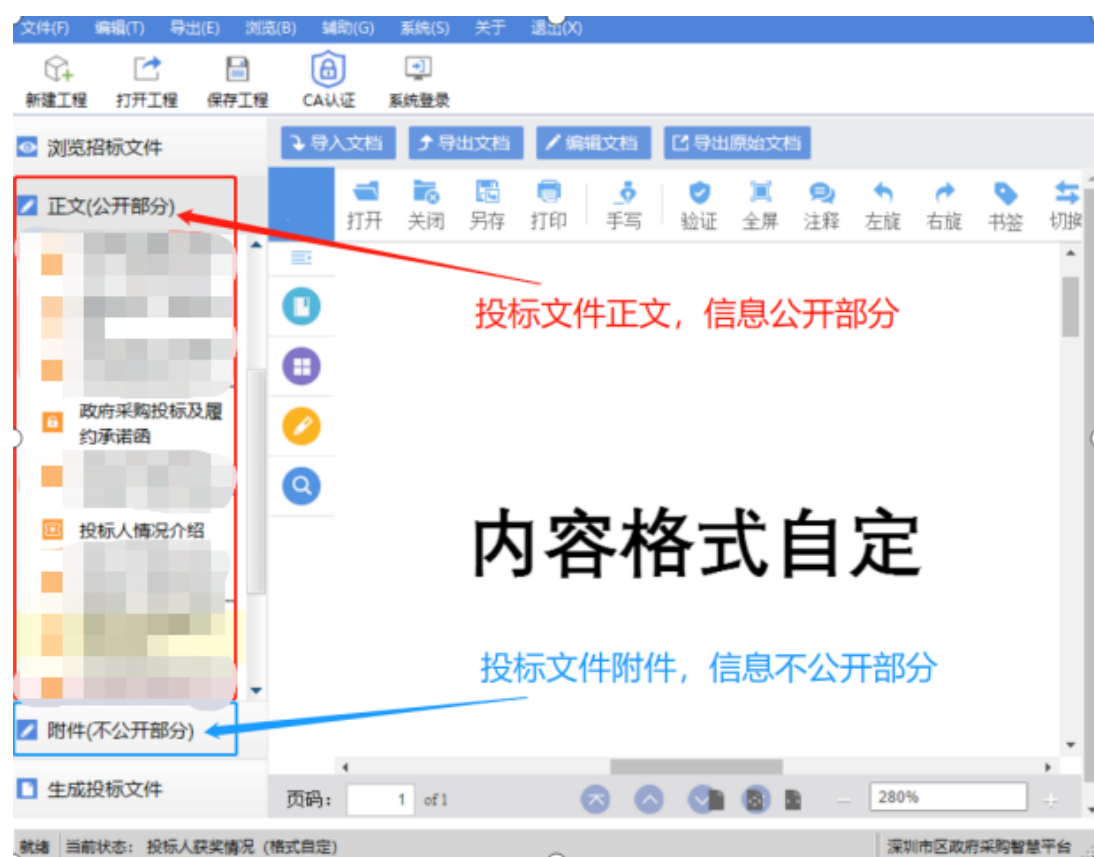 文件(F) 编辑(T) 导出(E) 浏览(B) 辅助(G) 系统(S) 关于 退出(X)
新建工程 打开工程 保存工程 CA认证 系统登录
浏览招标文件
导入文档 导出文档 编辑文档 导出原始文档
正文(公开部分)
打开 关闭 另存 打印 手写 验证 全屏 注释 左旋 右旋 书签 切换
投标文件正文，信息公开部分
政府采购投标及履
约承诺函
投标人情况介绍
内容格式自定
投标文件附件，信息不公开部分
附件(不公开部分)
生成投标文件
页码： 1 of 1 280%
就绪 当前状态： 投标人获奖情况（格式自定） 深圳市区政府采购智慧平台